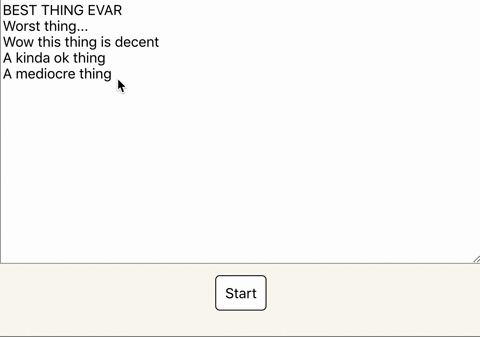 BEST THING EVAR
Worst thing...
Wow this thing is decent
A kinda ok thing
A mediocre thing
Start